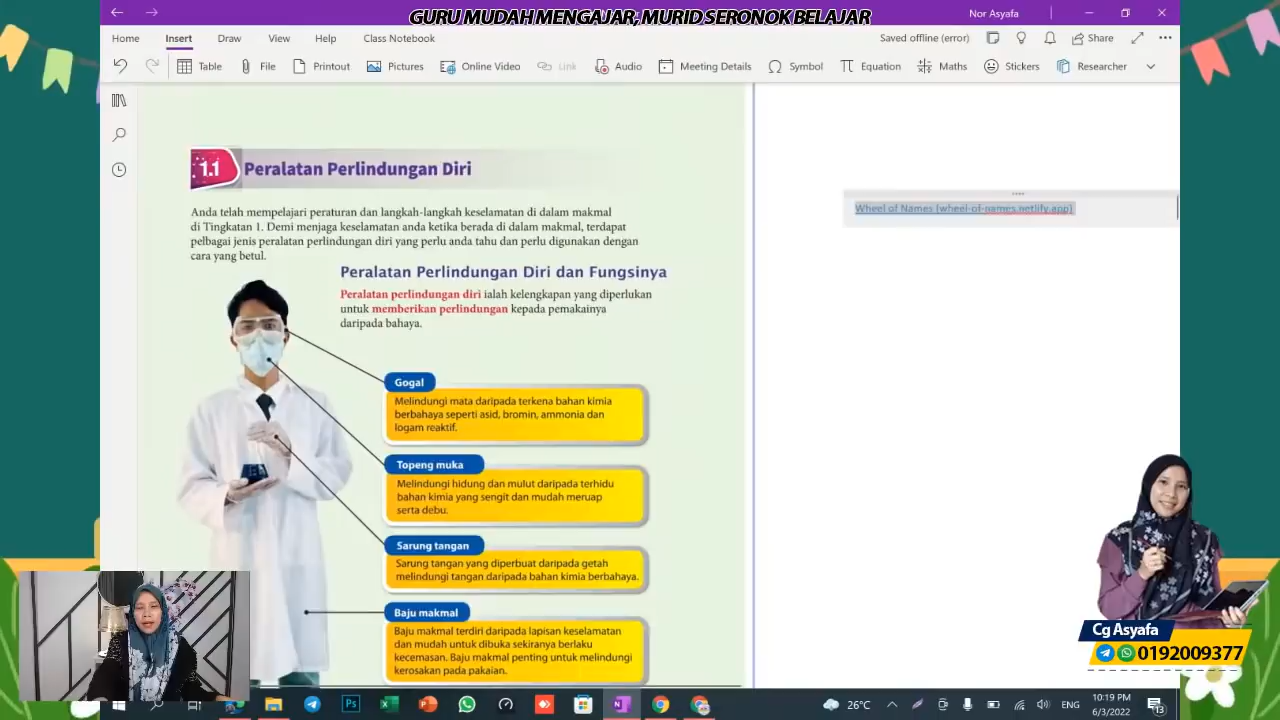 GURU MUDAH MENGAJAR, MURID SERONOK BELAJAR
Nor Asyafa
Home Insert Draw View Help Class Notebook
Saved offline (error) Share
Table File Printout Pictures Online Video Link Audio Meeting Details Symbol Equation Maths Stickers Researcher
1.1 Peralatan Perlindungan Diri
Anda telah mempelajari peraturan dan langkah-langkah keselamatan di dalam makmal
di Tingkatan 1. Demi menjaga keselamatan anda ketika berada di dalam makmal, terdapat
pelbagai jenis peralatan perlindungan diri yang perlu anda tahu dan perlu digunakan dengan
cara yang betul.
Peralatan Perlindungan Diri dan Fungsinya
Peralatan perlindungan diri ialah kelengkapan yang diperlukan
untuk memberikan perlindungan kepada pemakainya
daripada bahaya.
Gogal
Melindungi mata daripada terkena bahan kimia
berbahaya seperti asid, bromin, ammonia dan
logam reaktif.
Topeng muka
Melindungi hidung dan mulut daripada terhidu
bahan kimia yang sengit dan mudah meruap
serta debu.
Sarung tangan
Sarung tangan yang diperbuat daripada getah
melindungi tangan daripada bahan kimia berbahaya.
Baju makmal
Baju makmal terdiri daripada lapisan keselamatan
dan mudah untuk dibuka sekiranya berlaku
kecemasan. Baju makmal penting untuk melindungi
kerosakan pada pakaian.
Wheel of Names (wheel-of-names.netlify.app)
Cg Asyafa
0192009377
26°C
ENG
10:19 PM
6/3/2022
13